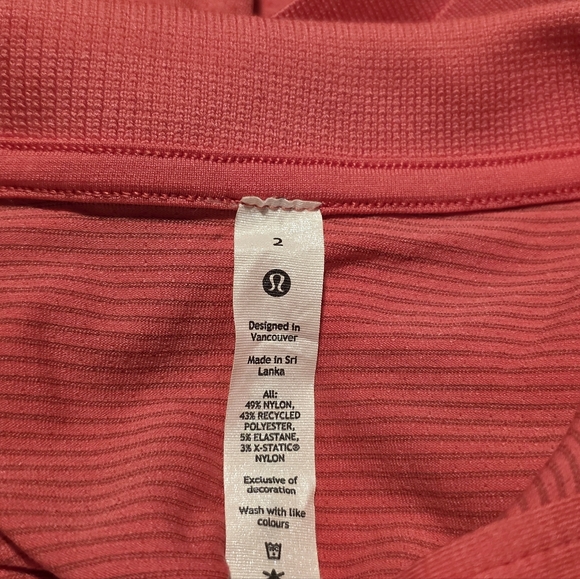 2
Designed in
Vancouver
Made in Sri
Lanka
All:
49% NYLON,
43% RECYCLED
POLYESTER,
5% ELASTANE,
3% X-STATIC®
NYLON
Exclusive of
decoration
Wash with like
colours